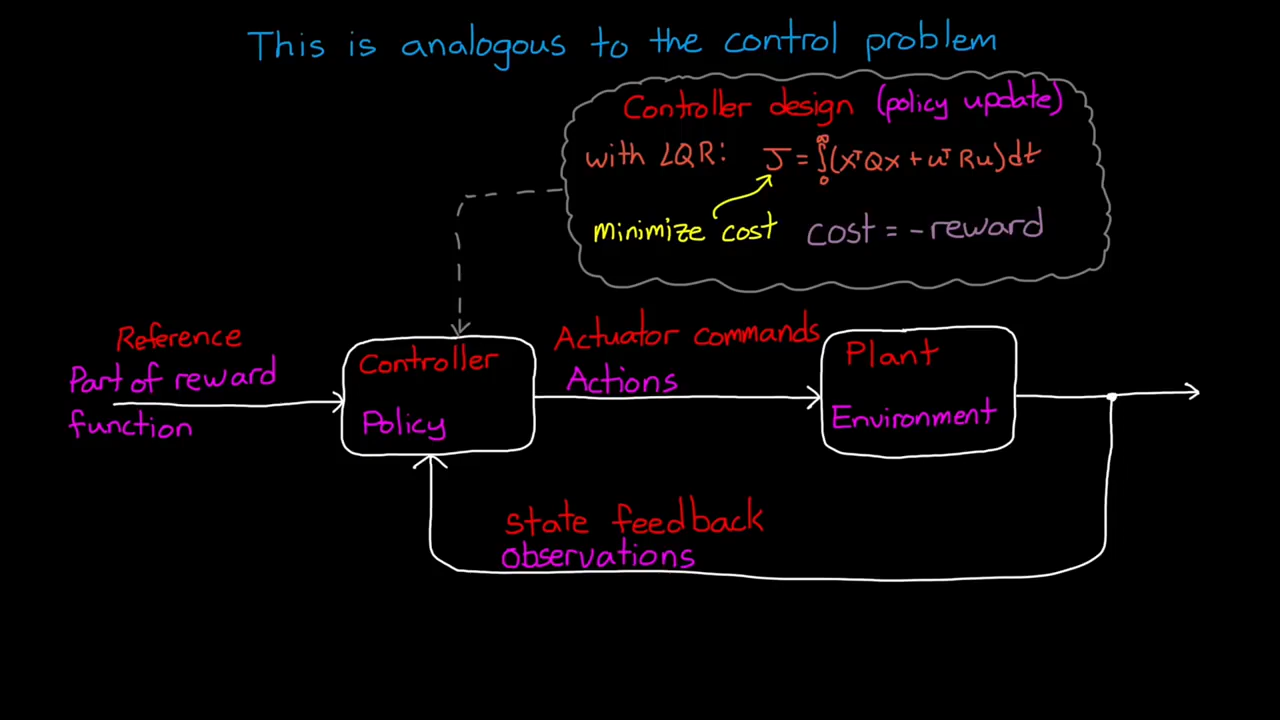 This is analogous to the control problem
Controller design (policy update)
with LQR: J = ∫₀^∞ (xᵀQx + uᵀRu)dt
minimize cost cost = -reward
Reference
Part of reward
function
Controller
Policy
Actuator commands
Actions
Plant
Environment
State feedback
Observations